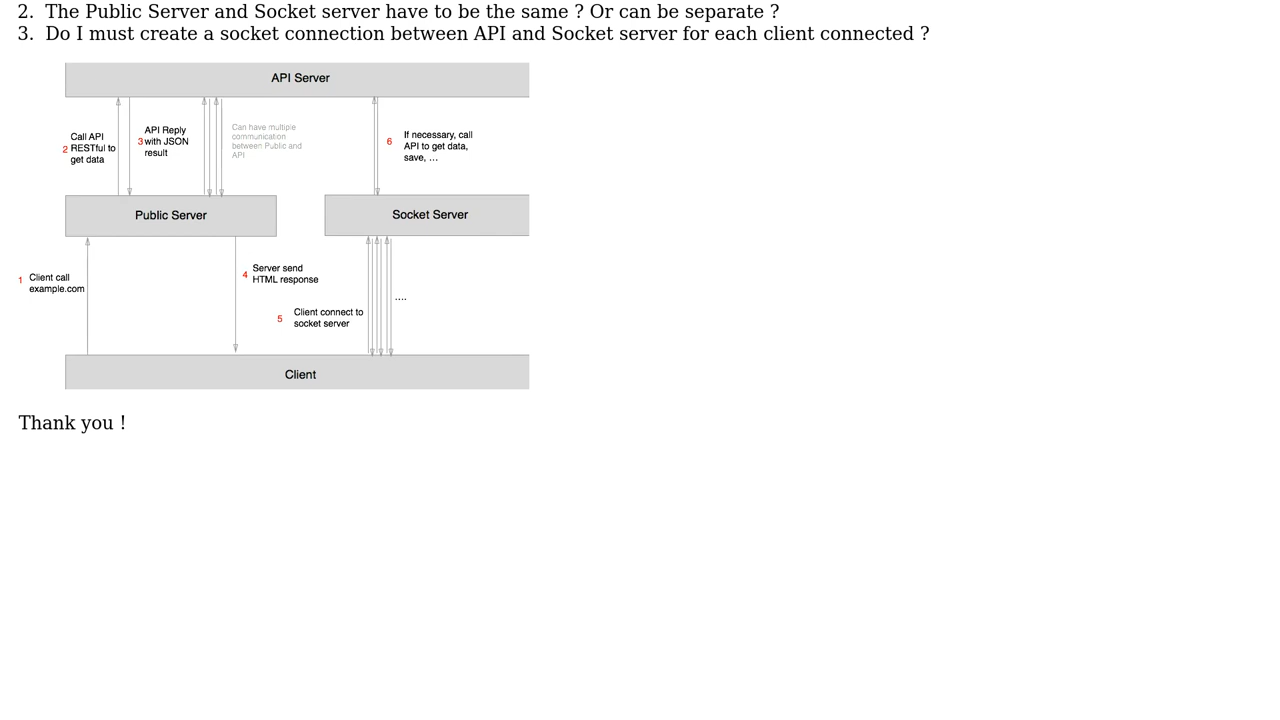 2. The Public Server and Socket server have to be the same ? Or can be separate ?
3. Do I must create a socket connection between API and Socket server for each client connected ?
API Server
Call API
2 RESTful to
get data
API Reply
3 with JSON
result
Can have multiple
communication
between Public and
API
If necessary, call
6 API to get data,
save, ...
Public Server
Socket Server
1 Client call
example.com
4 Server send
HTML response
5 Client connect to
socket server
....
Client
Thank you !